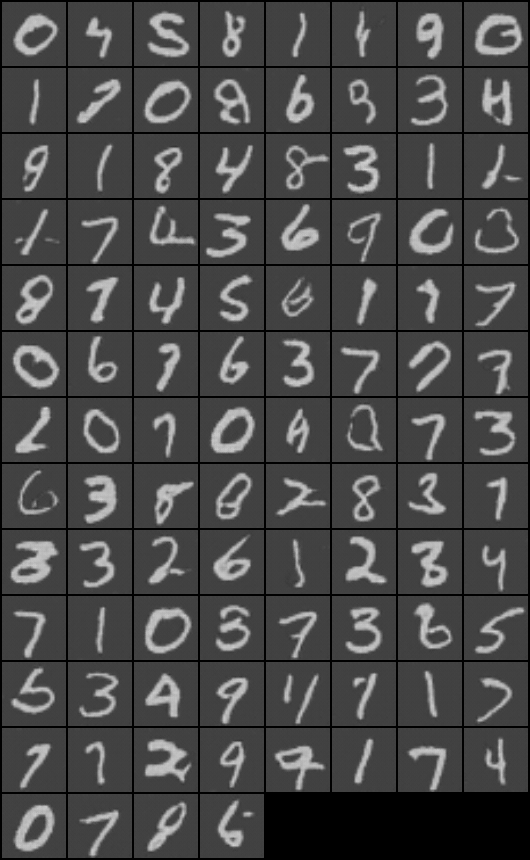 0 4 5 8 1 9 0
1 0 8 6 3 4
9 1 8 4 8 3 1 1
1 7 3 6 9 0
8 7 4 5 1 7 7
0 6 7 6 3 7 7 7
2 0 7 0 7 3
6 3 8 8 2 8 3 7
3 3 2 6 1 2 3 4
7 1 0 3 7 3 6 5
5 3 4 9 7 1 7
7 7 2 9 9 1 7 4
0 7 8 6